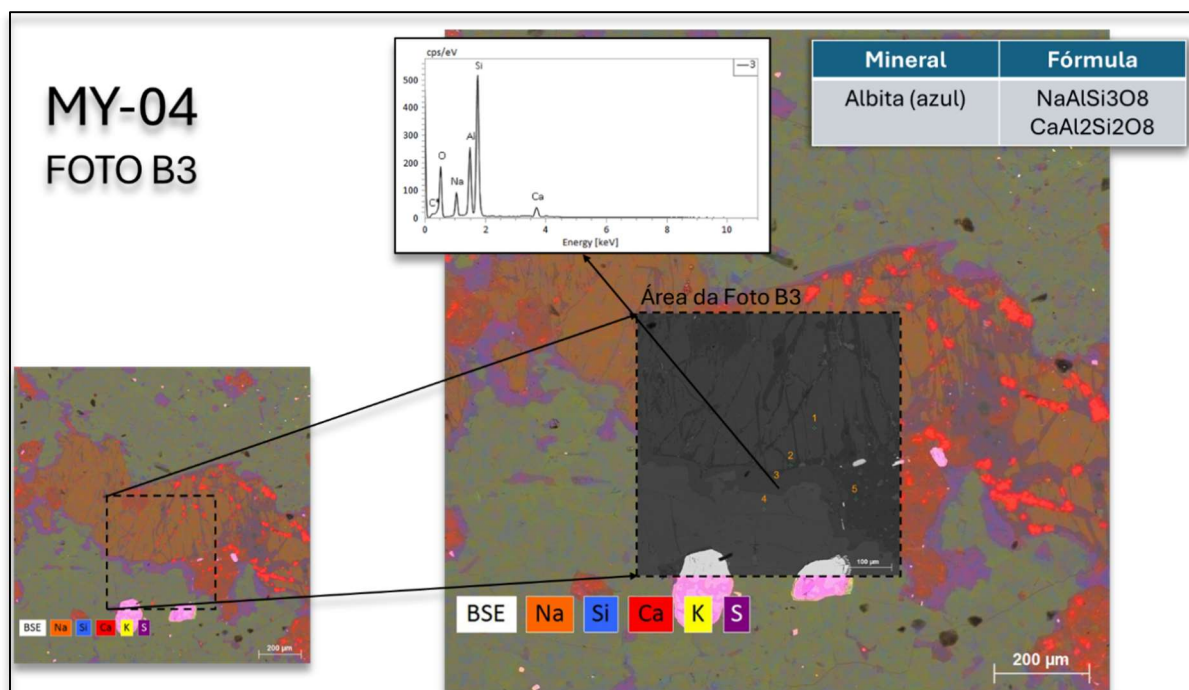 MY-04
FOTO B3
cps/eV
3
500
400
300
200
100
0
Si
Al
O
Na
C
Ca
0
2
4
6
8
10
Energy [keV]
Mineral
Fórmula
Albita (azul)
NaAlSi3O8
CaAl2Si2O8
Área da Foto B3
1
2
3
4
5
100 µm
BSE
Na
Si
Ca
K
S
200 µm
BSE
Na
Si
Ca
K
S
200 µm